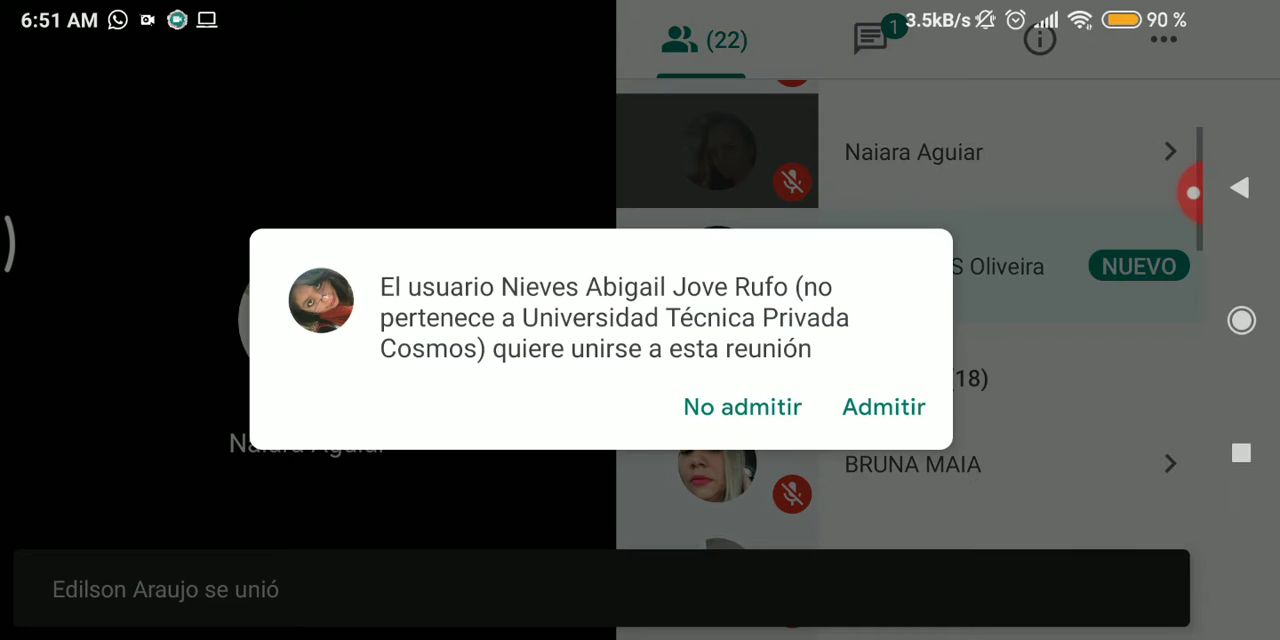 6:51 AM
3.5kB/s
90 %
(22)
1
Naiara Aguiar
S Oliveira
NUEVO
El usuario Nieves Abigail Jove Rufo (no
pertenece a Universidad Técnica Privada
Cosmos) quiere unirse a esta reunión
No admitir
Admitir
(18)
Naiara Aguiar
BRUNA MAIA
Edilson Araujo se unió